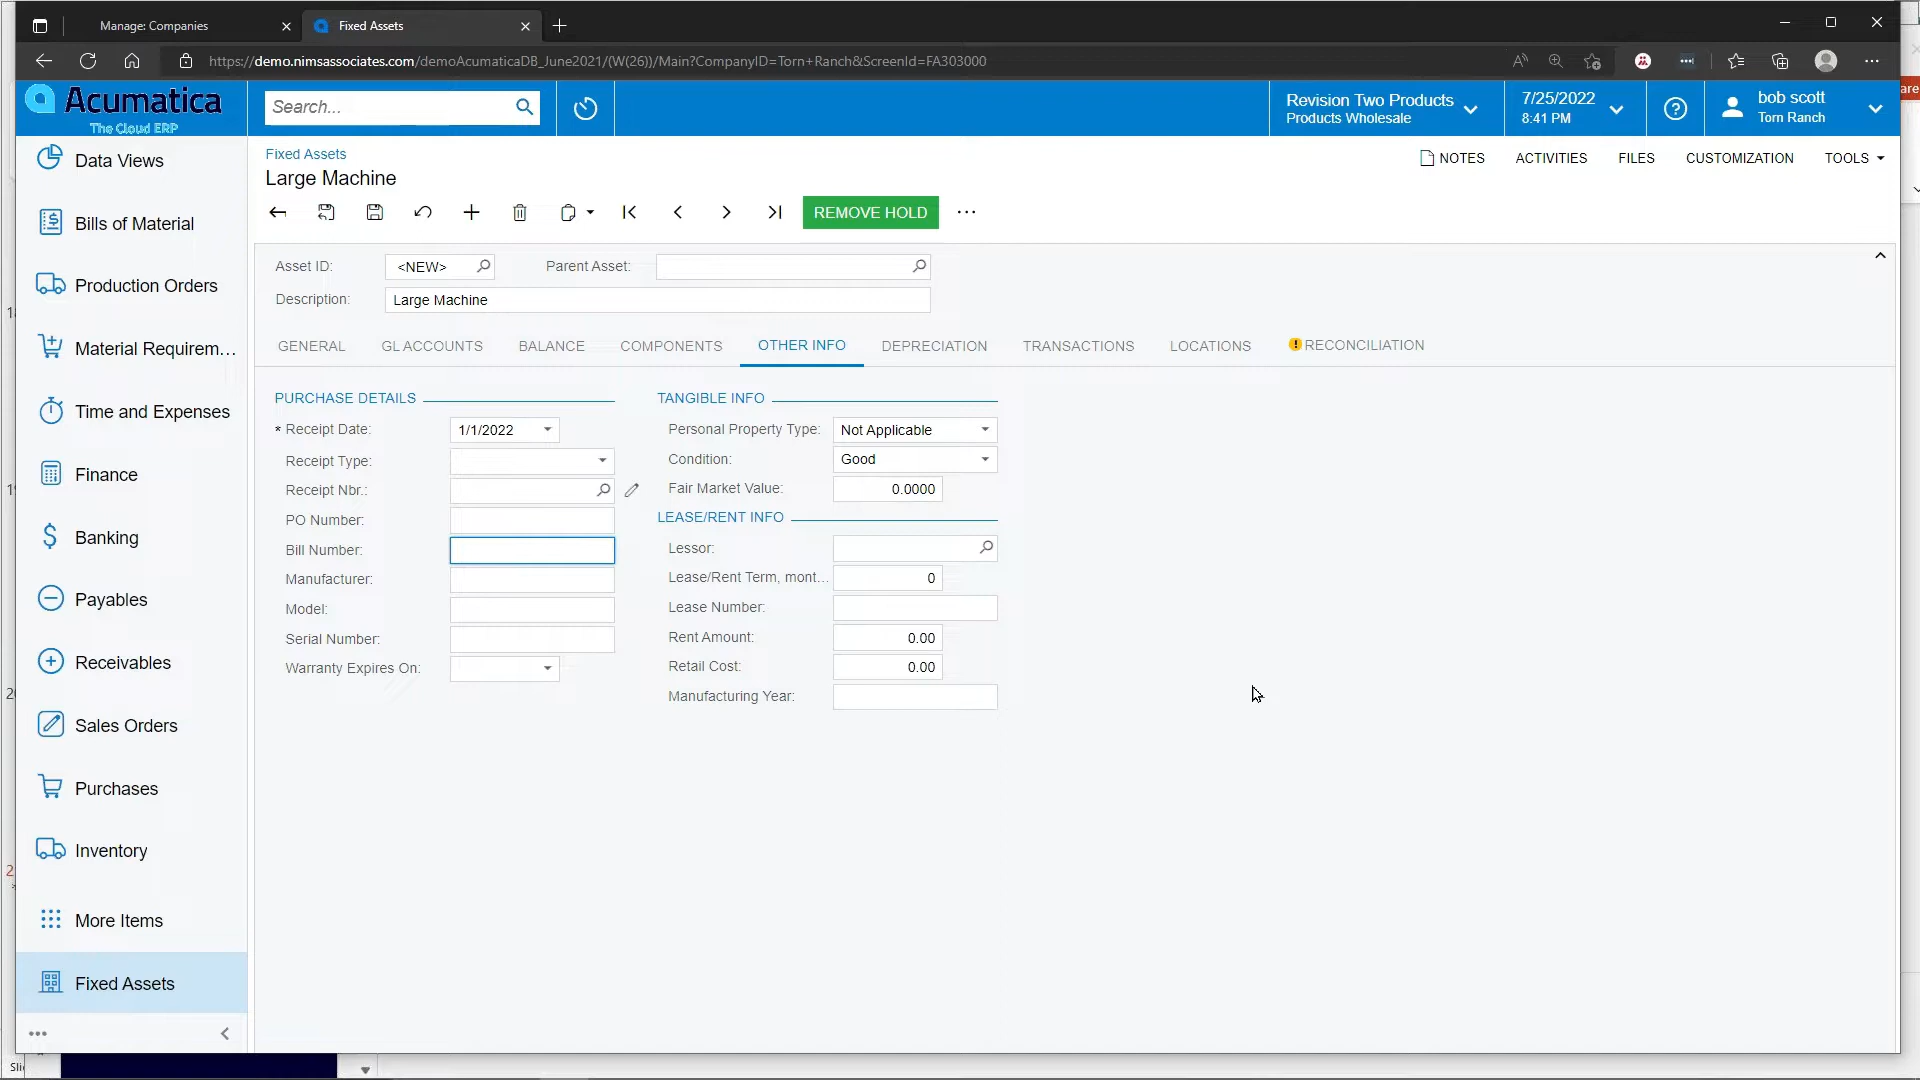 Manage: Companies
Fixed Assets
https://demo.nimsassociates.com/demoAcumaticaDB_June2021/(W(26))/Main?CompanyID=Torn+Ranch&ScreenId=FA303000
Acumatica
The Cloud ERP
Search...
Revision Two Products
Products Wholesale
7/25/2022
8:41 PM
bob scott
Torn Ranch
are
Data Views
Bills of Material
Production Orders
Material Requirem...
Time and Expenses
Finance
Banking
Payables
Receivables
Sales Orders
Purchases
Inventory
More Items
Fixed Assets
Fixed Assets
Large Machine
NOTES
ACTIVITIES
FILES
CUSTOMIZATION
TOOLS
REMOVE HOLD
Asset ID: <NEW>
Parent Asset:
Description: Large Machine
GENERAL
GL ACCOUNTS
BALANCE
COMPONENTS
OTHER INFO
DEPRECIATION
TRANSACTIONS
LOCATIONS
RECONCILIATION
PURCHASE DETAILS
* Receipt Date: 1/1/2022
Receipt Type:
Receipt Nbr.:
PO Number:
Bill Number:
Manufacturer:
Model:
Serial Number:
Warranty Expires On:
TANGIBLE INFO
Personal Property Type: Not Applicable
Condition: Good
Fair Market Value: 0.0000
LEASE/RENT INFO
Lessor:
Lease/Rent Term, mont... 0
Lease Number:
Rent Amount: 0.00
Retail Cost: 0.00
Manufacturing Year: